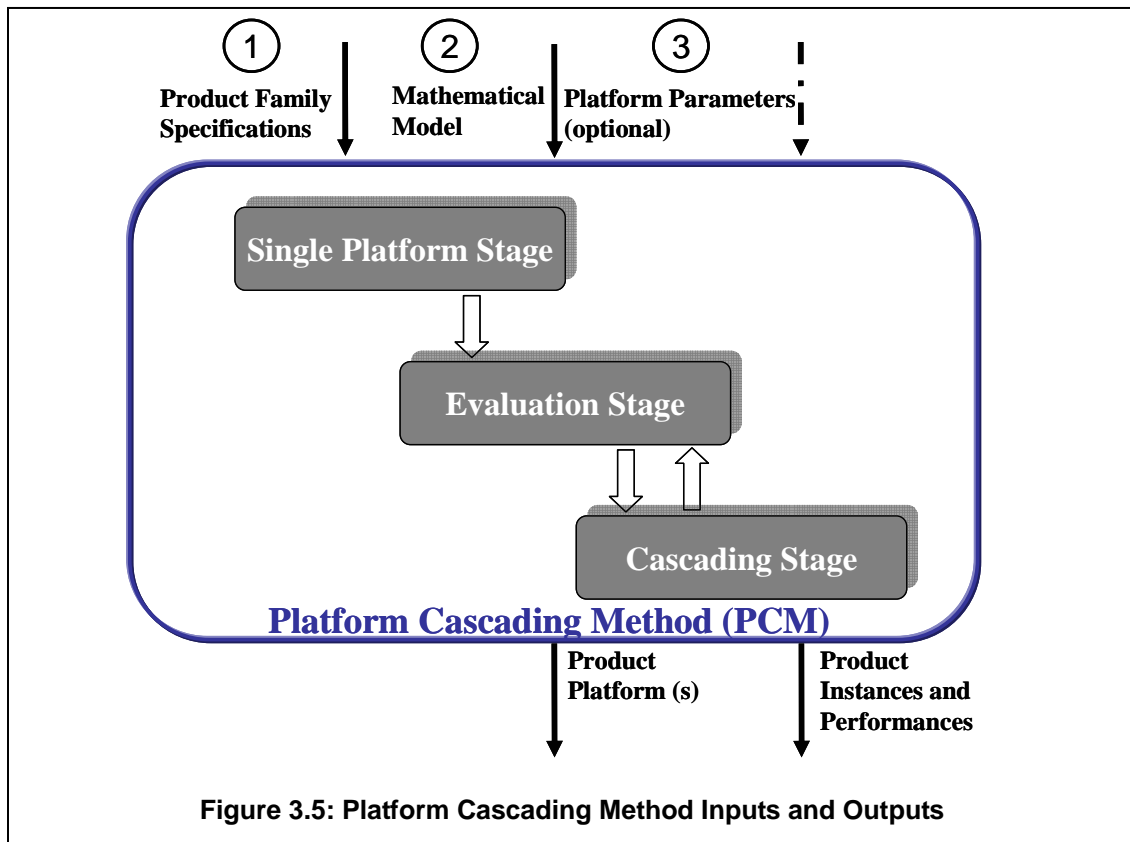 1
2
3
Product Family
Specifications
Mathematical
Model
Platform Parameters
(optional)
Single Platform Stage
Evaluation Stage
Cascading Stage
Platform Cascading Method (PCM)
Product
Platform (s)
Product
Instances and
Performances
Figure 3.5: Platform Cascading Method Inputs and Outputs